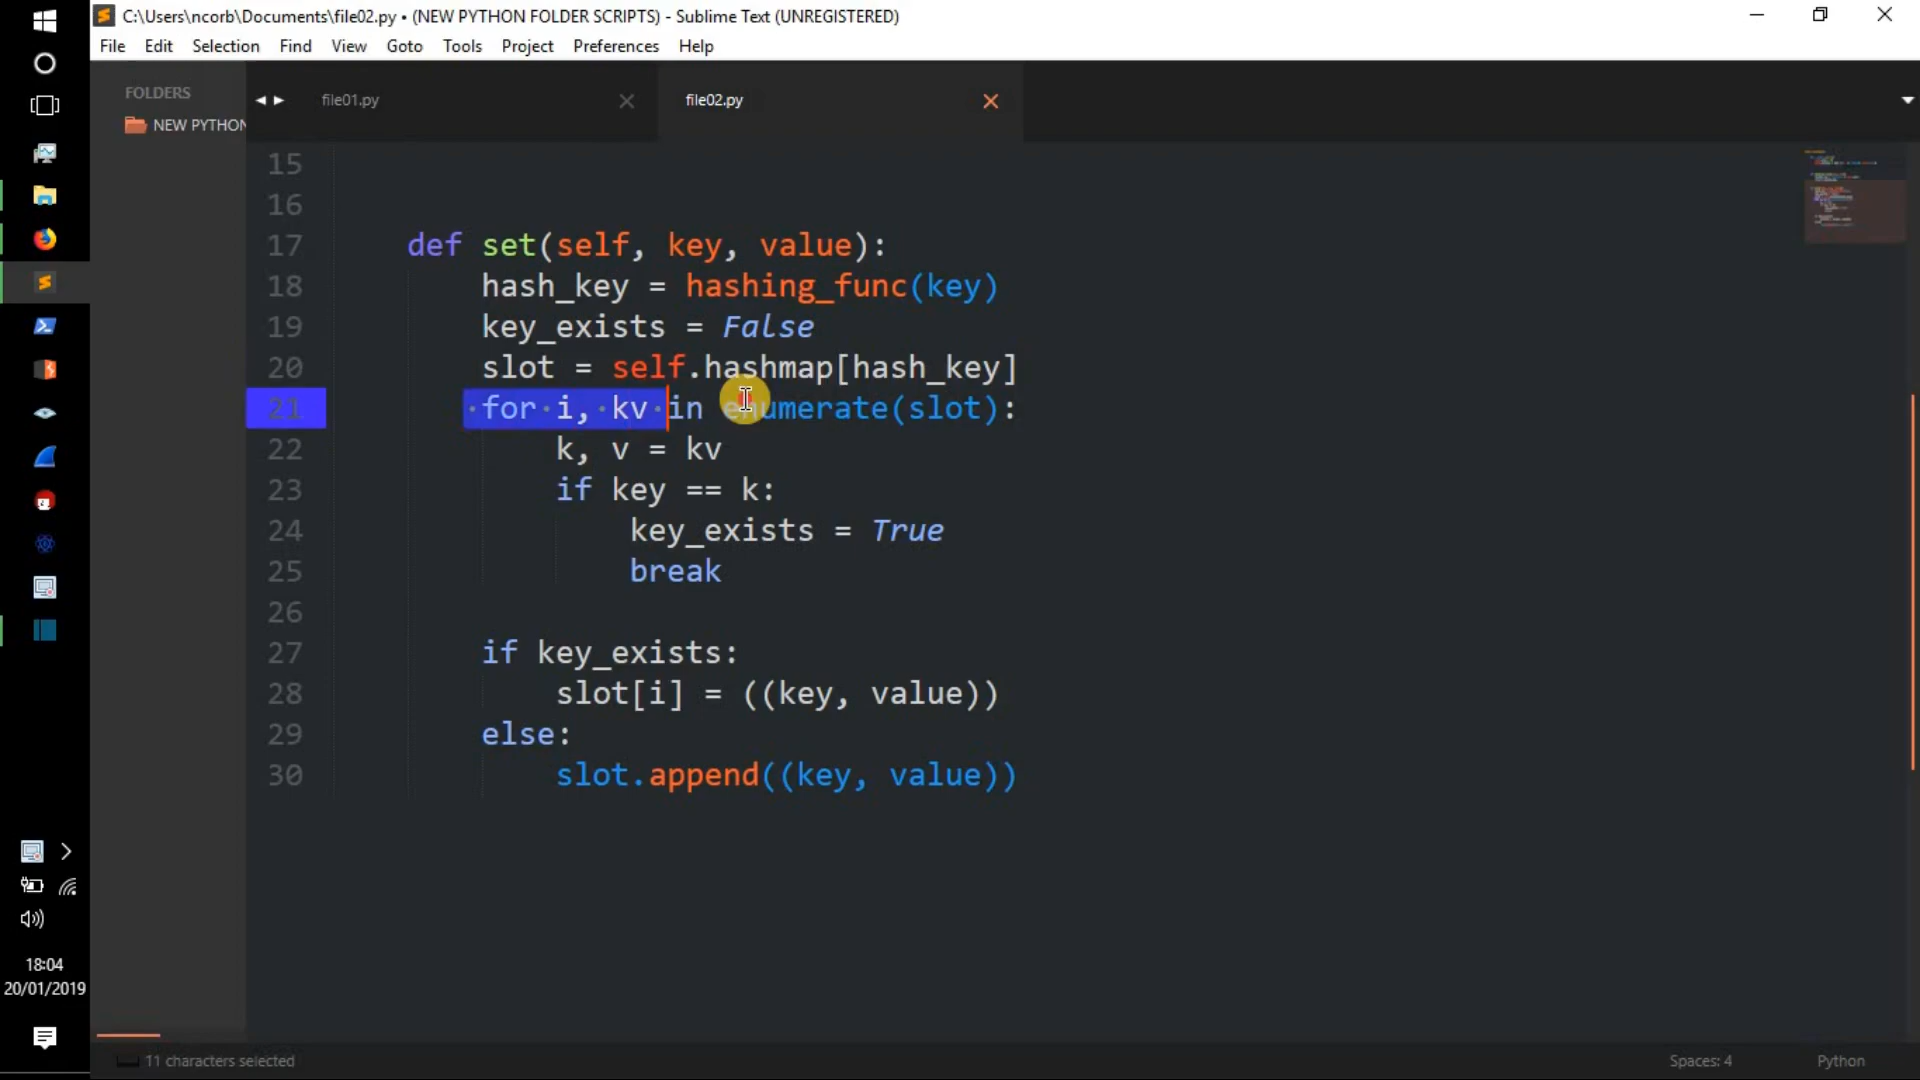 C:\Users\ncorb\Documents\file02.py • (NEW PYTHON FOLDER SCRIPTS) - Sublime Text (UNREGISTERED)
File Edit Selection Find View Goto Tools Project Preferences Help
FOLDERS
NEW PYTHON
file01.py
file02.py
15
16
17 def set(self, key, value):
18 hash_key = hashing_func(key)
19 key_exists = False
20 slot = self.hashmap[hash_key]
21 for i, kv in enumerate(slot):
22 k, v = kv
23 if key == k:
24 key_exists = True
25 break
26
27 if key_exists:
28 slot[i] = ((key, value))
29 else:
30 slot.append((key, value))
18:04
20/01/2019
11 characters selected
Spaces: 4
Python